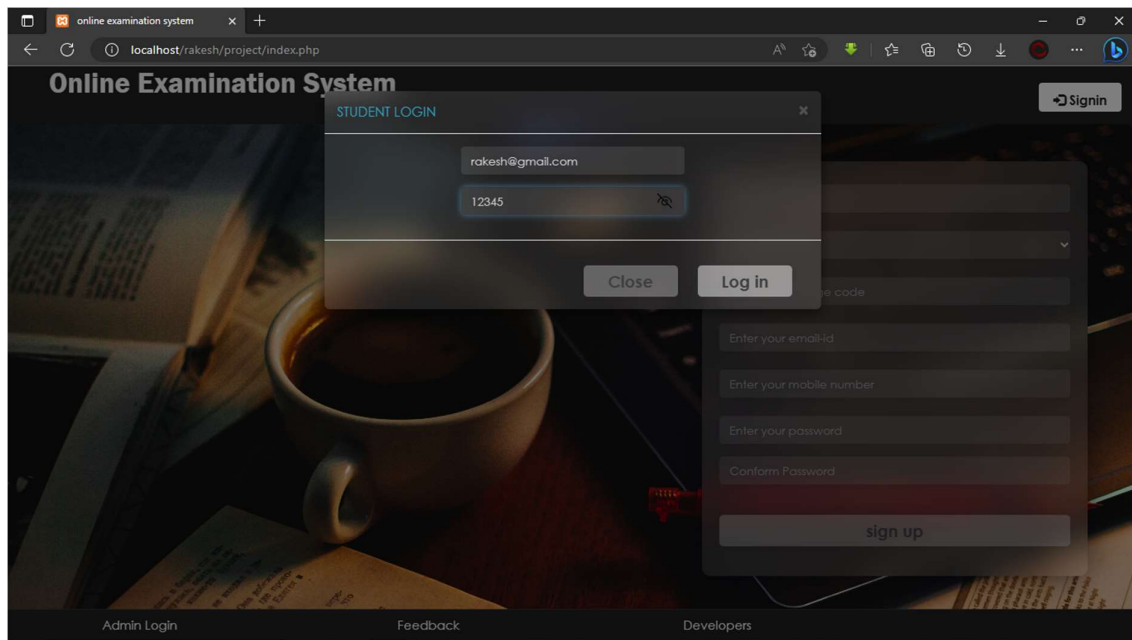 online examination system
localhost/rakesh/project/index.php
Online Examination System
Signin
STUDENT LOGIN
rakesh@gmail.com
12345
Close
Log in
code
Enter your email-id
Enter your mobile number
Enter your password
Conform Password
sign up
Admin Login
Feedback
Developers